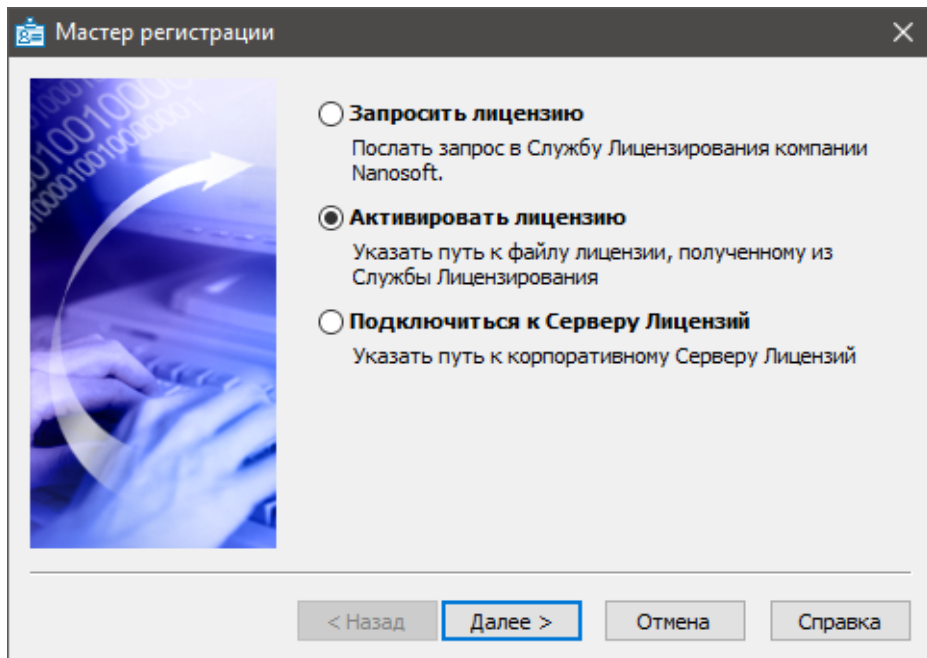 Мастер регистрации
Запросить лицензию
Послать запрос в Службу Лицензирования компании
Nanosoft.
Активировать лицензию
Указать путь к файлу лицензии, полученному из
Службы Лицензирования
Подключиться к Серверу Лицензий
Указать путь к корпоративному Серверу Лицензий
< Назад
Далее >
Отмена
Справка